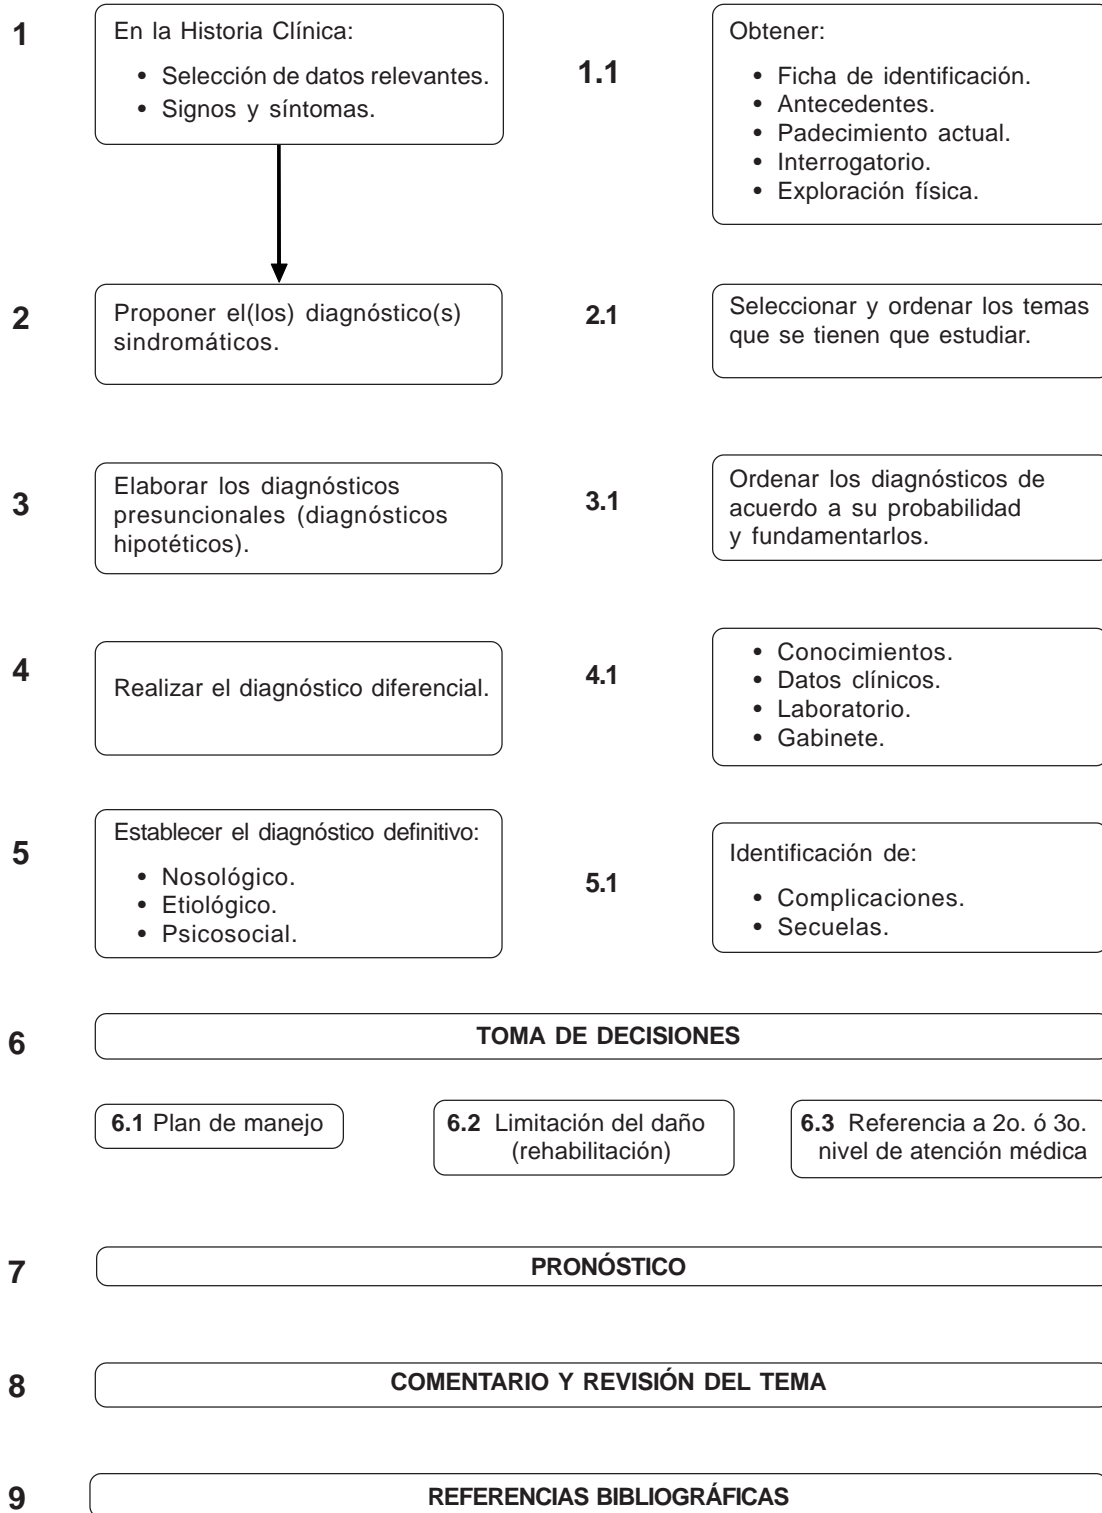 1
En la Historia Clínica:
• Selección de datos relevantes.
• Signos y síntomas.
1.1
Obtener:
• Ficha de identificación.
• Antecedentes.
• Padecimiento actual.
• Interrogatorio.
• Exploración física.
2
Proponer el(los) diagnóstico(s)
sindromáticos.
2.1
Seleccionar y ordenar los temas
que se tienen que estudiar.
3
Elaborar los diagnósticos
presuncionales (diagnósticos
hipotéticos).
3.1
Ordenar los diagnósticos de
acuerdo a su probabilidad
y fundamentarlos.
4
Realizar el diagnóstico diferencial.
4.1
• Conocimientos.
• Datos clínicos.
• Laboratorio.
• Gabinete.
5
Establecer el diagnóstico definitivo:
• Nosológico.
• Etiológico.
• Psicosocial.
5.1
Identificación de:
• Complicaciones.
• Secuelas.
6
TOMA DE DECISIONES
6.1 Plan de manejo
6.2 Limitación del daño
(rehabilitación)
6.3 Referencia a 2o. ó 3o.
nivel de atención médica
7
PRONÓSTICO
8
COMENTARIO Y REVISIÓN DEL TEMA
9
REFERENCIAS BIBLIOGRÁFICAS